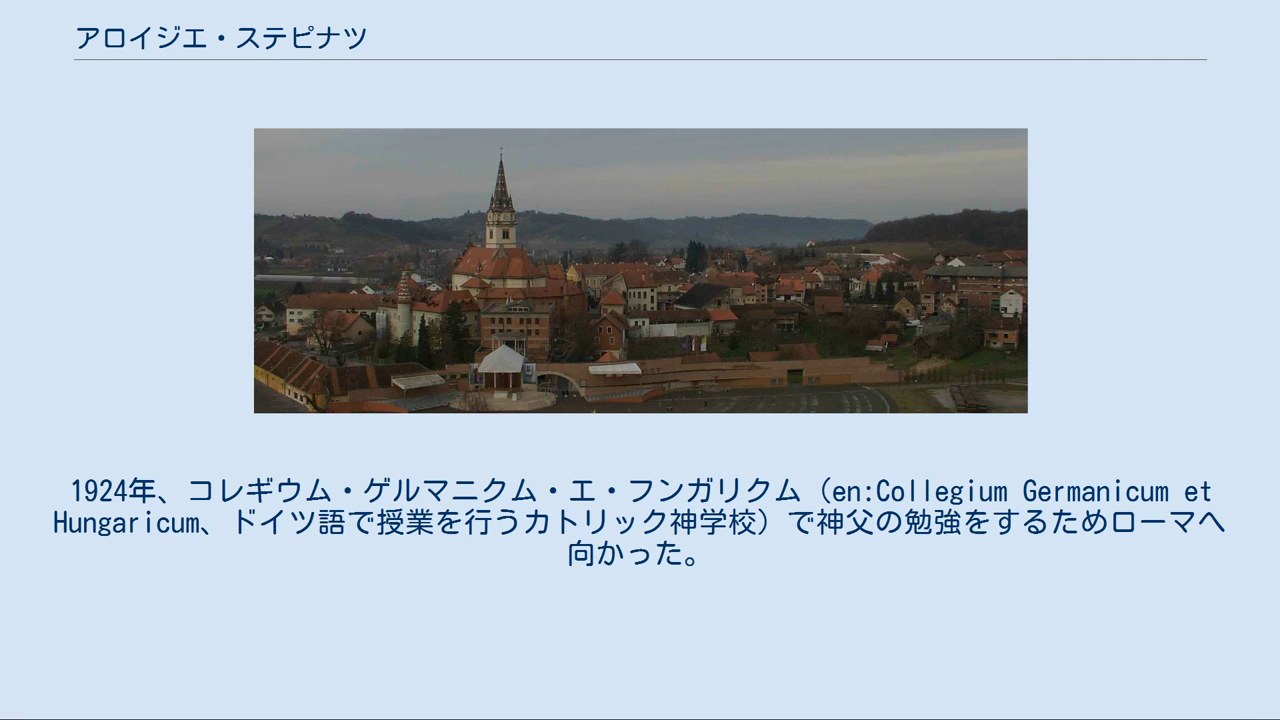 アロイジエ・ステピナツ
1924年、コレギウム・ゲルマニクム・エ・フンガリクム（en:Collegium Germanicum et
Hungaricum、ドイツ語で授業を行うカトリック神学校）で神父の勉強をするためローマへ
向かった。